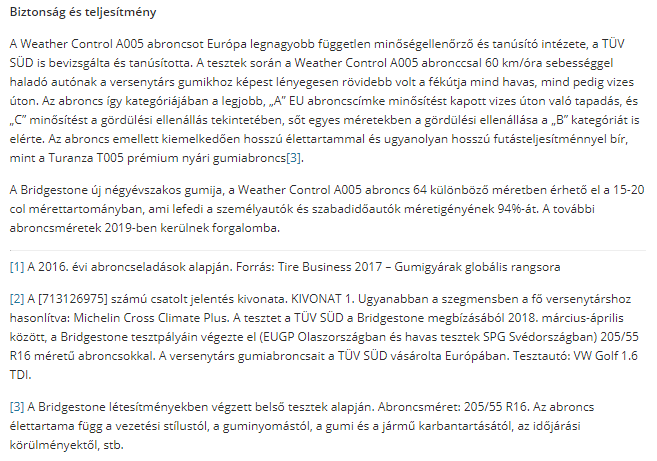 Biztonság és teljesítmény
A Weather Control A005 abroncsot Európa legnagyobb független minőségellenőrző és tanúsító intézete, a TÜV
SÜD is bevizsgálta és tanúsította. A tesztek során a Weather Control A005 abronccsal 60 km/óra sebességgel
haladó autónak a versenytárs gumikhoz képest lényegesen rövidebb volt a fékútja mind havas, mind pedig vizes
úton. Az abroncs így kategóriájában a legjobb, „A” EU abroncscímke minősítést kapott vizes úton való tapadás, és
„C” minősítést a gördülési ellenállás tekintetében, sőt egyes méretekben a gördülési ellenállása a „B” kategóriát is
elérte. Az abroncs emellett kiemelkedően hosszú élettartammal és ugyanolyan hosszú futásteljesítménnyel bír,
mint a Turanza T005 prémium nyári gumiabroncs[3].
A Bridgestone új négyévszakos gumija, a Weather Control A005 abroncs 64 különböző méretben érhető el a 15-20
col mérettartományban, ami lefedi a személyautók és szabadidőautók méretigényének 94%-át. A további
abroncsméretek 2019-ben kerülnek forgalomba.
[1] A 2016. évi abroncseladások alapján. Forrás: Tire Business 2017 – Gumigyárak globális rangsora
[2] A [713126975] számú csatolt jelentés kivonata. KIVONAT 1. Ugyanabban a szegmensben a fő versenytárshoz
hasonlítva: Michelin Cross Climate Plus. A tesztet a TÜV SÜD a Bridgestone megbízásából 2018. március-április
között, a Bridgestone tesztpályáin végezte el (EUGP Olaszországban és havas tesztek SPG Svédországban) 205/55
R16 méretű abroncsokkal. A versenytárs gumiabroncsait a TÜV SÜD vásárolta Európában. Tesztautó: VW Golf 1.6
TDI.
[3] A Bridgestone létesítményekben végzett belső tesztek alapján. Abroncsméret: 205/55 R16. Az abroncs
élettartama függ a vezetési stílustól, a guminyomástól, a gumi és a jármű karbantartásától, az időjárási
körülményektől, stb.